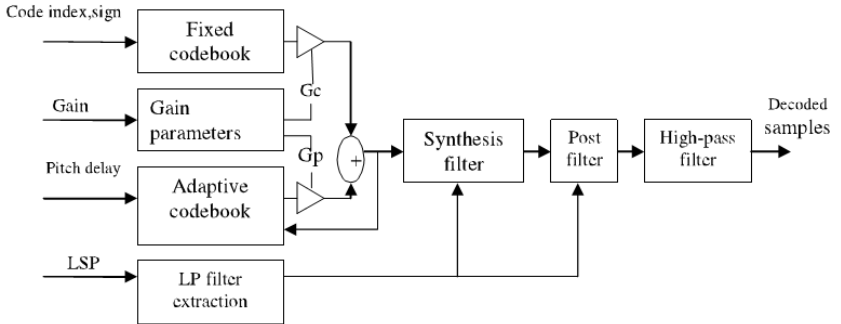 Code index,sign
Fixed
codebook
Gc
Gain
Gain
parameters
Gp
Pitch delay
Adaptive
codebook
+
Synthesis
filter
Post
filter
High-pass
filter
Decoded
samples
LSP
LP filter
extraction